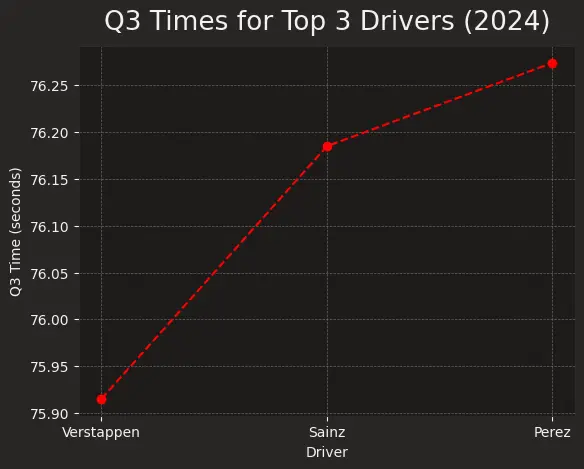 Q3 Times for Top 3 Drivers (2024)
76.25
76.20
76.15
76.10
76.05
76.00
75.95
75.90
Q3 Time (seconds)
Verstappen Sainz Perez
Driver